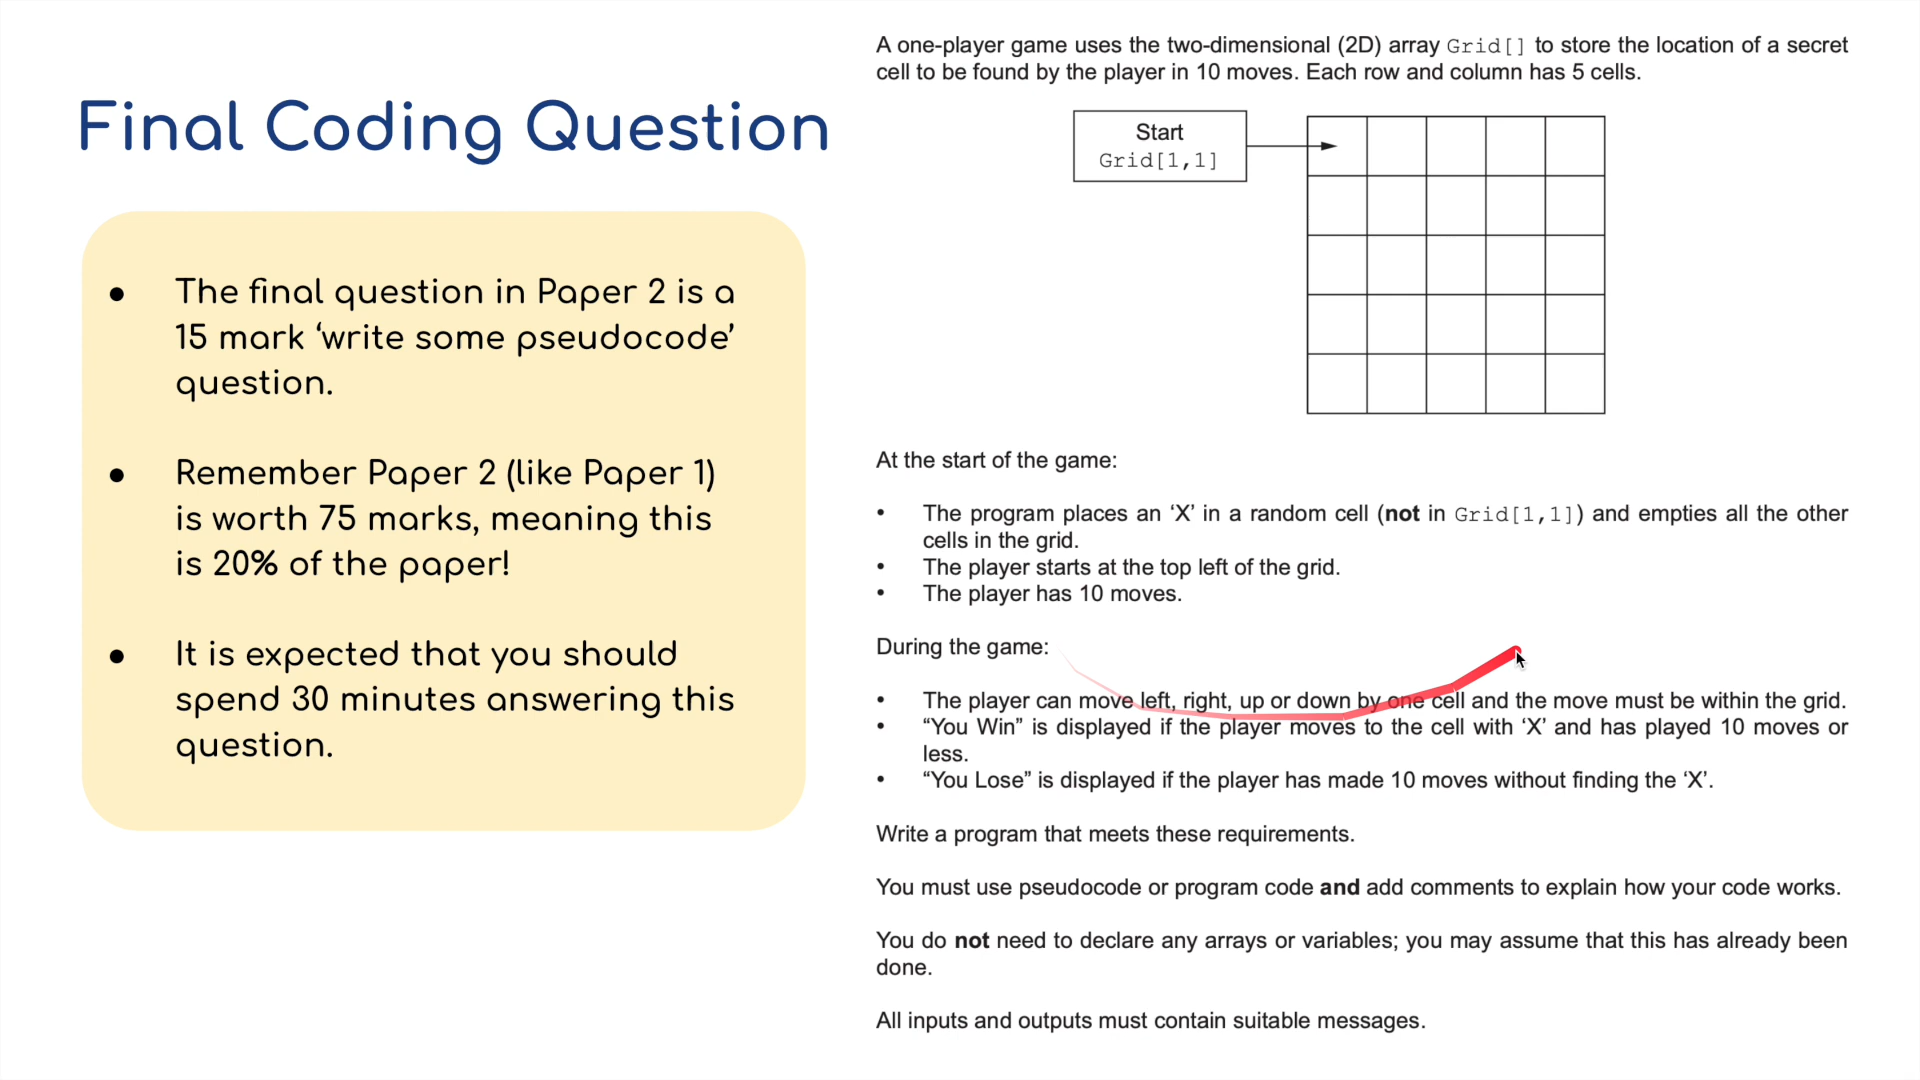 Final Coding Question
● The final question in Paper 2 is a
15 mark ‘write some pseudocode’
question.
● Remember Paper 2 (like Paper 1)
is worth 75 marks, meaning this
is 20% of the paper!
● It is expected that you should
spend 30 minutes answering this
question.
A one-player game uses the two-dimensional (2D) array Grid[] to store the location of a secret
cell to be found by the player in 10 moves. Each row and column has 5 cells.
Start
Grid[1,1]
At the start of the game:
• The program places an ‘X’ in a random cell (not in Grid[1,1]) and empties all the other
cells in the grid.
• The player starts at the top left of the grid.
• The player has 10 moves.
During the game:
• The player can move left, right, up or down by one cell and the move must be within the grid.
• “You Win” is displayed if the player moves to the cell with ‘X’ and has played 10 moves or
less.
• “You Lose” is displayed if the player has made 10 moves without finding the ‘X’.
Write a program that meets these requirements.
You must use pseudocode or program code and add comments to explain how your code works.
You do not need to declare any arrays or variables; you may assume that this has already been
done.
All inputs and outputs must contain suitable messages.